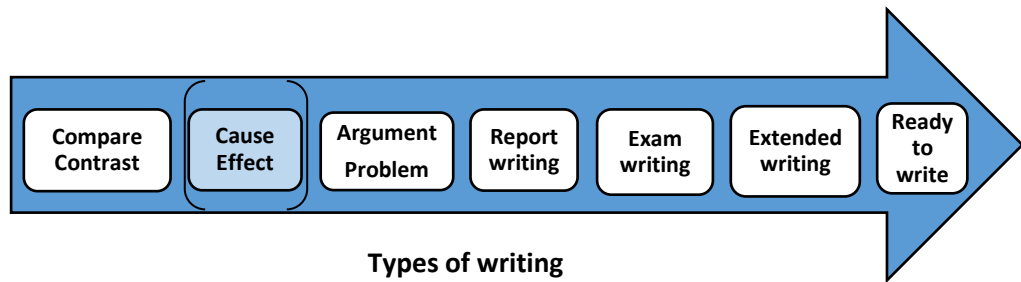 Compare
Contrast
Cause
Effect
Argument
Problem
Report
writing
Exam
writing
Extended
writing
Ready
to
write
Types of writing